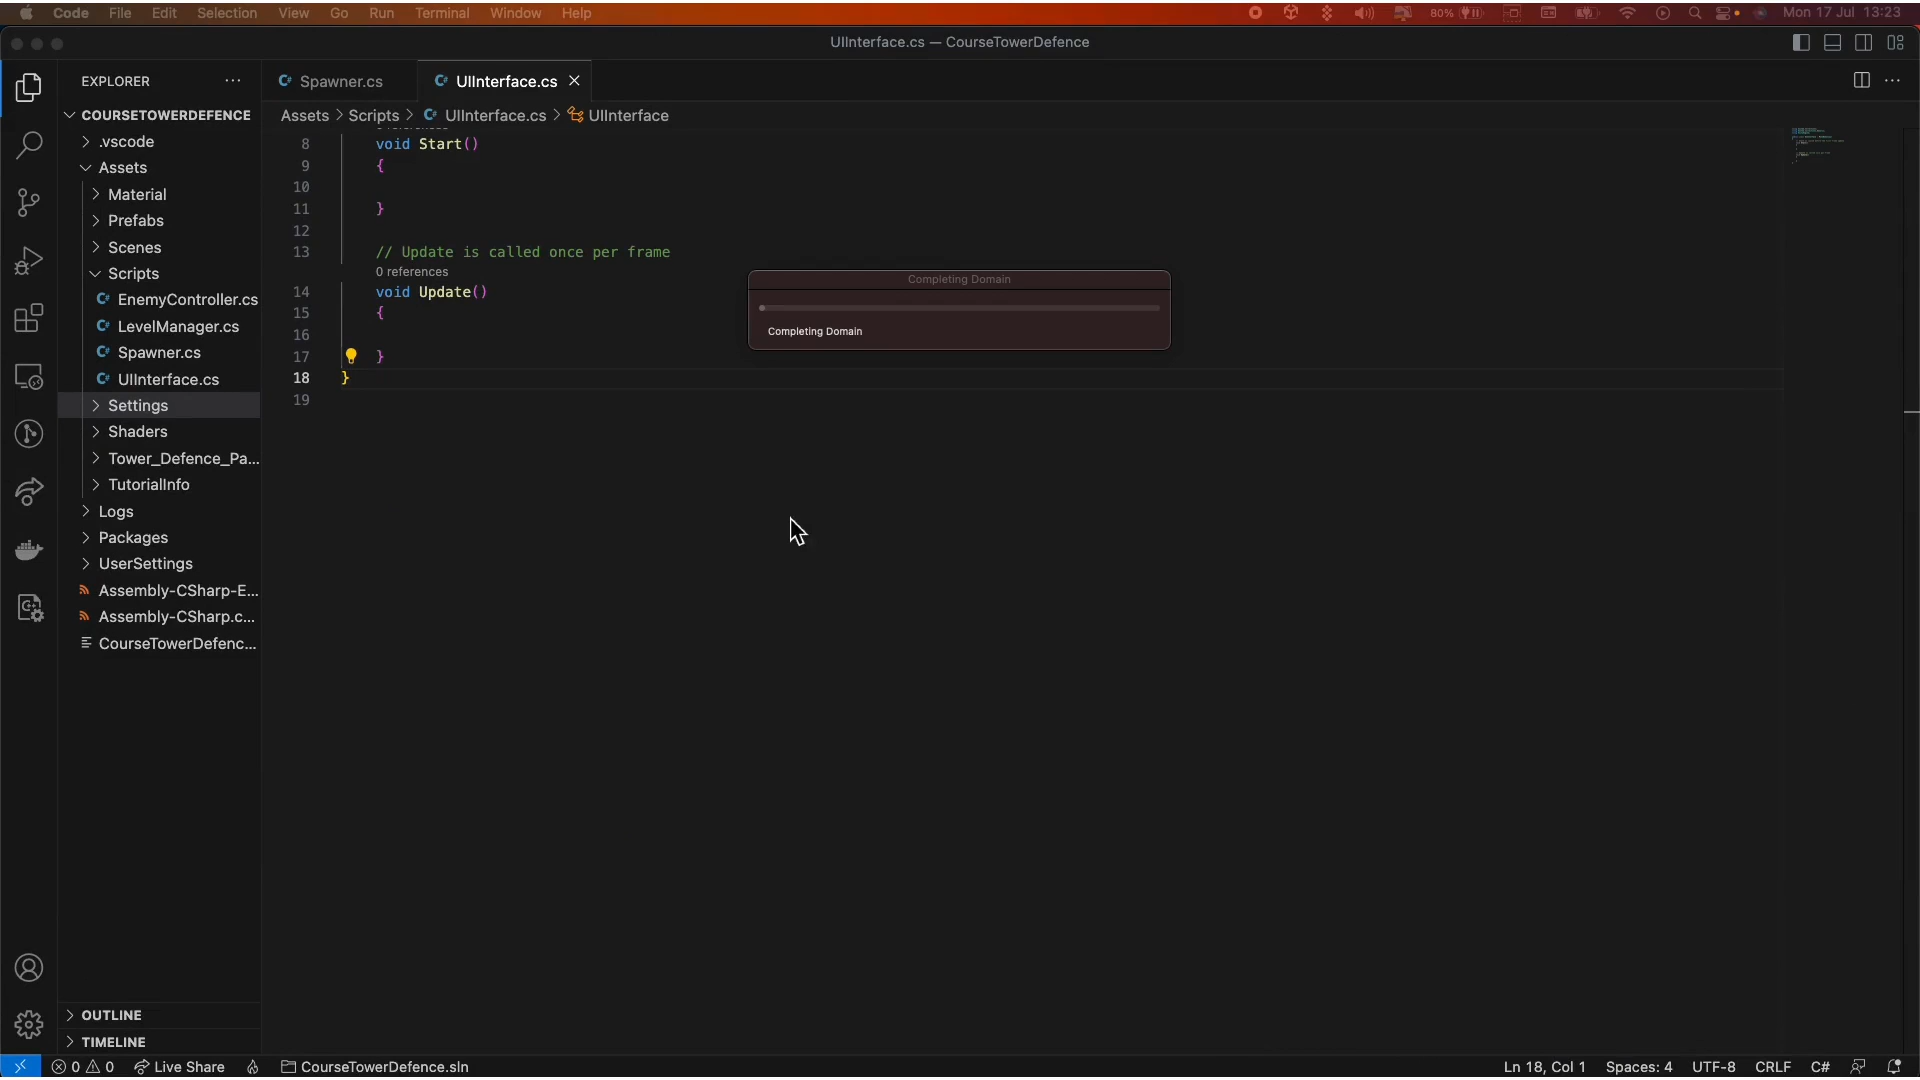 Code File Edit Selection View Go Run Terminal Window Help 80% Mon 17 Jul 13:23
UIInterface.cs — CourseTowerDefence
EXPLORER
Spawner.cs
UIInterface.cs
COURSETOWERDEFENCE
Assets > Scripts > UIInterface.cs > UIInterface
.vscode
Assets
Material
Prefabs
Scenes
Scripts
EnemyController.cs
LevelManager.cs
Spawner.cs
UIInterface.cs
Settings
Shaders
Tower_Defence_Pa...
TutorialInfo
Logs
Packages
UserSettings
Assembly-CSharp-E...
Assembly-CSharp.c...
CourseTowerDefenc...
OUTLINE
TIMELINE
8 void Start()
9 {
10
11 }
12
13 // Update is called once per frame
0 references
14 void Update()
15 {
16
17 }
18 }
19
Completing Domain
Completing Domain
0 0 Live Share CourseTowerDefence.sln Ln 18, Col 1 Spaces: 4 UTF-8 CRLF C#